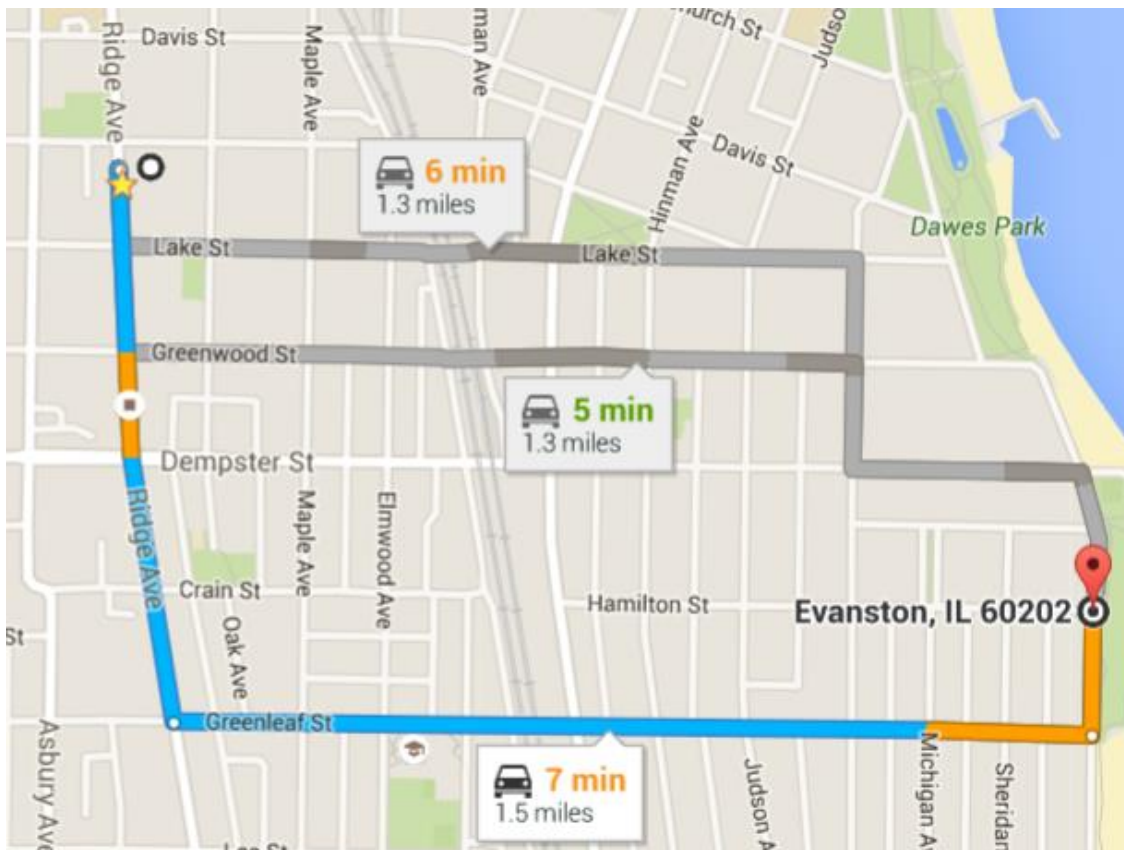 Ridge Ave
Davis St
Maple Ave
man Ave
hurch St
Judso
6 min
1.3 miles
Hinman Ave
Davis St
Dawes Park
Lake St
Lake St
Greenwood St
5 min
1.3 miles
Dempster St
Ridge Ave
Maple Ave
Elmwood Ave
Crain St
Hamilton St
Evanston, IL 60202
St
Oak Ave
Greenleaf St
Asbury Ave
7 min
1.5 miles
Judson A
Michigan Av
Sheridan